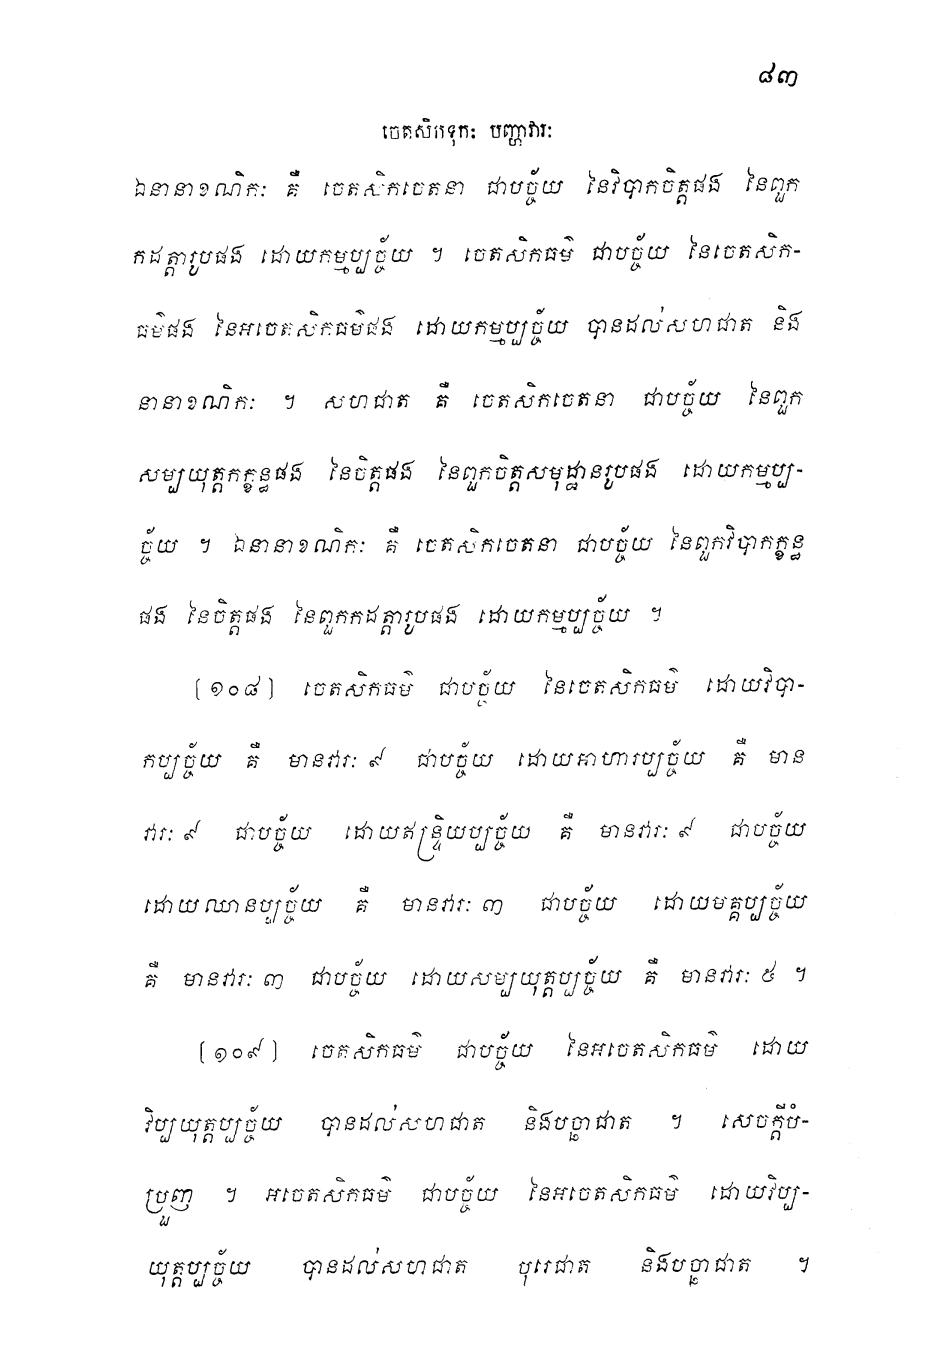 ៨៣
ចេតសិកទុកៈ បញ្ហាវារៈ
ឯនានាខណិកៈ គឺ ចេតសិកចេតនា ជាបច្ច័យ នៃវិបាកចិត្តផង នៃពួក
កដត្តារូបផង ដោយកម្មប្បច្ច័យ ។ ចេតសិកធម៌ ជាបច្ច័យ នៃចេតសិក-
ធម៌ផង នៃអចេតសិកធម៌ផង ដោយកម្មប្បច្ច័យ បានដល់សហជាត និង
នានាខណិកៈ ។ សហជាត គឺ ចេតសិកចេតនា ជាបច្ច័យ នៃពួក
សម្បយុត្តកក្ខន្ធផង នៃចិត្តផង នៃពួកចិត្តសមុដ្ឋានរូបផង ដោយកម្មប្ប-
ច្ច័យ ។ ឯនានាខណិកៈ គឺ ចេតសិកចេតនា ជាបច្ច័យ នៃពួកវិបាកក្ខន្ធ
ផង នៃចិត្តផង នៃពួកកដត្តារូបផង ដោយកម្មប្បច្ច័យ ។
[១០៨] ចេតសិកធម៌ ជាបច្ច័យ នៃចេតសិកធម៌ ដោយវិបា-
កប្បច្ច័យ គឺ មានវារៈ ៩ ជាបច្ច័យ ដោយអាហារប្បច្ច័យ គឺ មាន
វារៈ ៩ ជាបច្ច័យ ដោយឥន្ទ្រិយប្បច្ច័យ គឺ មានវារៈ ៩ ជាបច្ច័យ
ដោយឈានប្បច្ច័យ គឺ មានវារៈ ៣ ជាបច្ច័យ ដោយមគ្គប្បច្ច័យ
គឺ មានវារៈ ៣ ជាបច្ច័យ ដោយសម្បយុត្តប្បច្ច័យ គឺ មានវារៈ ៥ ។
[១០៩] ចេតសិកធម៌ ជាបច្ច័យ នៃអចេតសិកធម៌ ដោយ
វិប្បយុត្តប្បច្ច័យ បានដល់សហជាត និងបច្ឆាជាត ។ សេចក្តីបំ-
ប្រួញ ។ អចេតសិកធម៌ ជាបច្ច័យ នៃអចេតសិកធម៌ ដោយវិប្ប-
យុត្តប្បច្ច័យ បានដល់សហជាត បុរេជាត និងបច្ឆាជាត ។